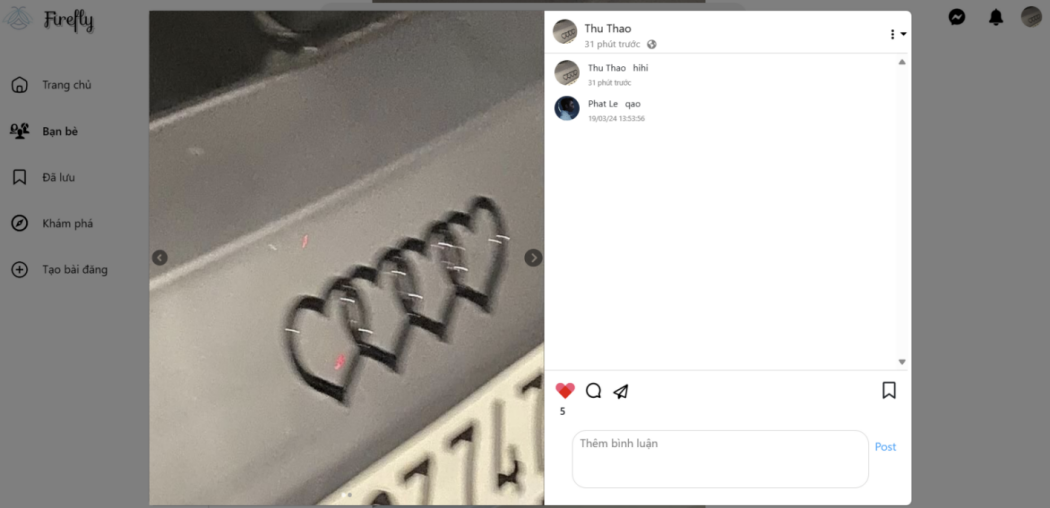 Firefly
Trang chủ
Bạn bè
Đã lưu
Khám phá
Tạo bài đăng
Thu Thao
31 phút trước
Thu Thao hihi
31 phút trước
Phat Le qao
19/03/24 13:53:56
5
Thêm bình luận
Post